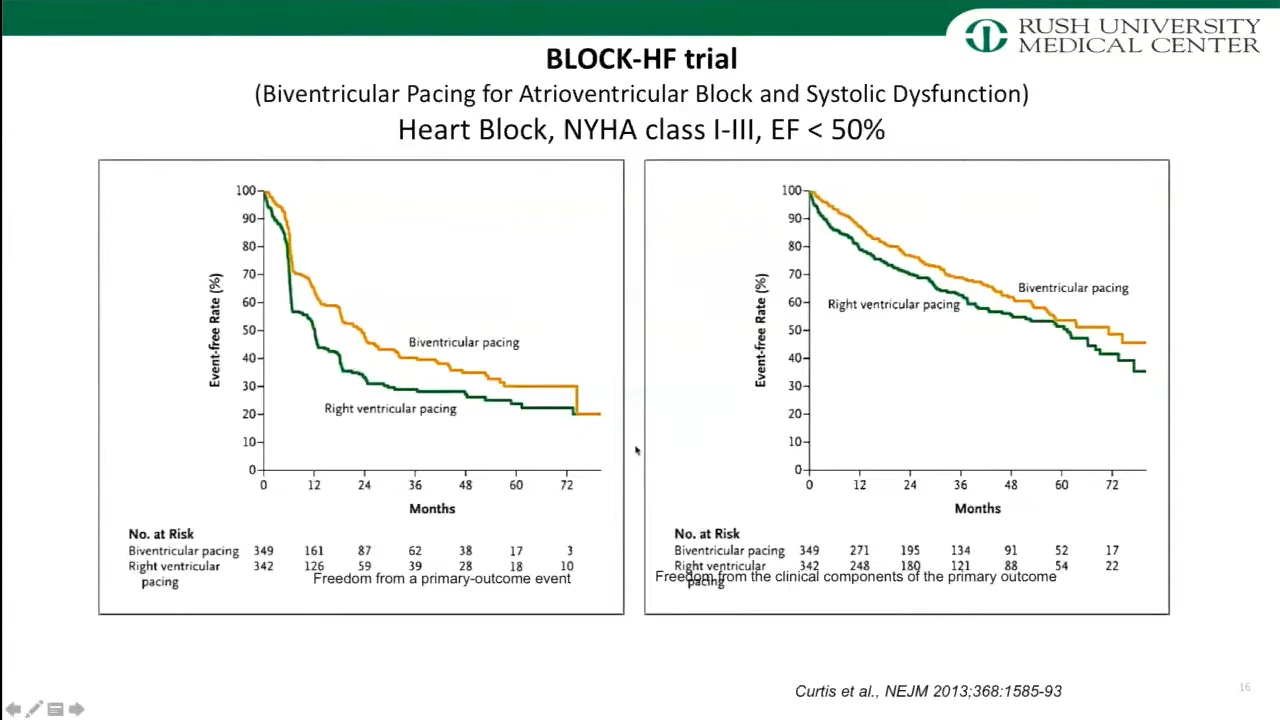 RUSH UNIVERSITY
MEDICAL CENTER
BLOCK-HF trial
(Biventricular Pacing for Atrioventricular Block and Systolic Dysfunction)
Heart Block, NYHA class I-III, EF < 50%
100
90
80
70
60
50
40
30
20
10
0
Event-free Rate (%)
Biventricular pacing
Right ventricular pacing
0 12 24 36 48 60 72
Months
No. at Risk
Biventricular pacing 349 161 87 62 38 17 3
Right ventricular 342 126 59 39 28 18 10
pacing
Freedom from a primary-outcome event
100
90
80
70
60
50
40
30
20
10
0
Event-free Rate (%)
Biventricular pacing
Right ventricular pacing
0 12 24 36 48 60 72
Months
No. at Risk
Biventricular pacing 349 271 195 134 91 52 17
Right ventricular 342 248 180 121 88 54 22
pacing
Freedom from the clinical components of the primary outcome
Curtis et al., NEJM 2013;368:1585-93
16